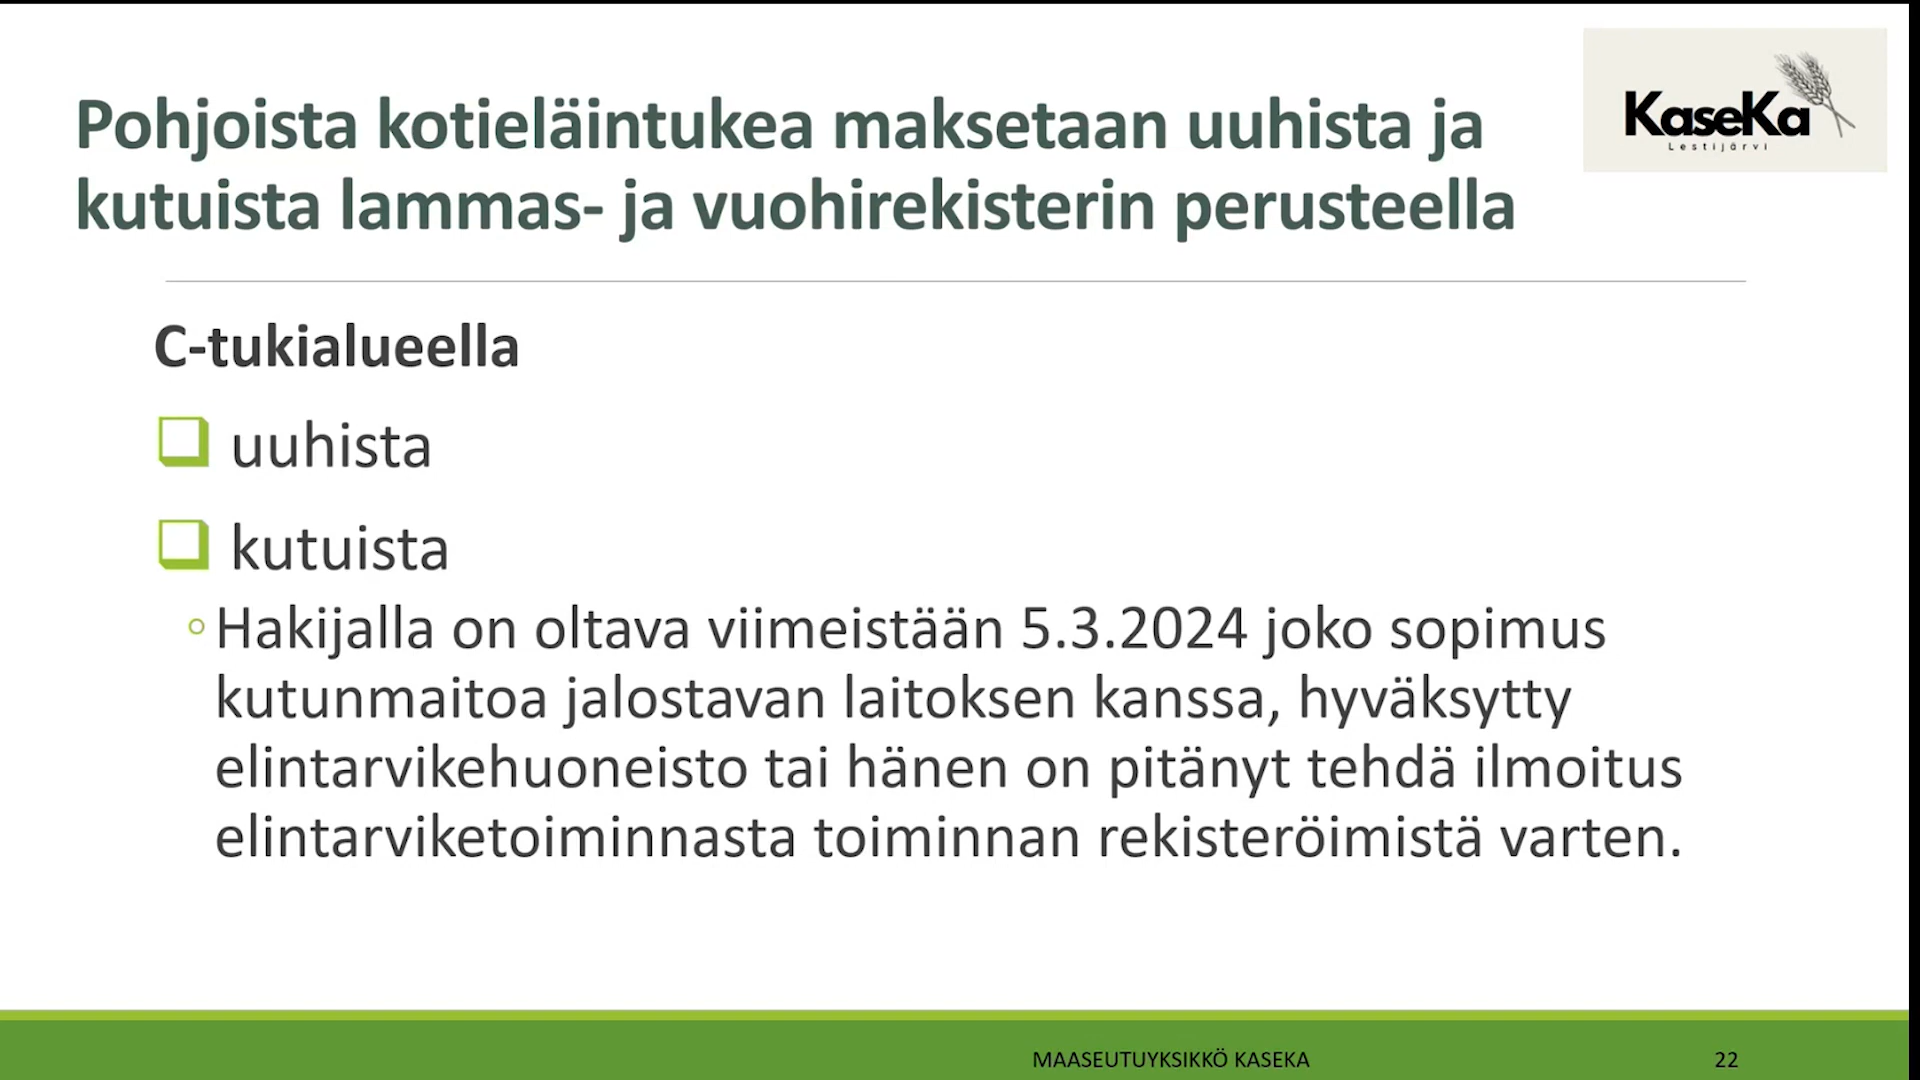 Pohjoista kotieläintukea maksetaan uuhista ja
kutuista lammas- ja vuohirekisterin perusteella
KaseKa
Lestijärvi
C-tukialueella
uuhista
kutuista
Hakijalla on oltava viimeistään 5.3.2024 joko sopimus
kutunmaitoa jalostavan laitoksen kanssa, hyväksytty
elintarvikehuoneisto tai hänen on pitänyt tehdä ilmoitus
elintarviketoiminnasta toiminnan rekisteröimistä varten.
MAASEUTUYKSIKKÖ KASEKA
22